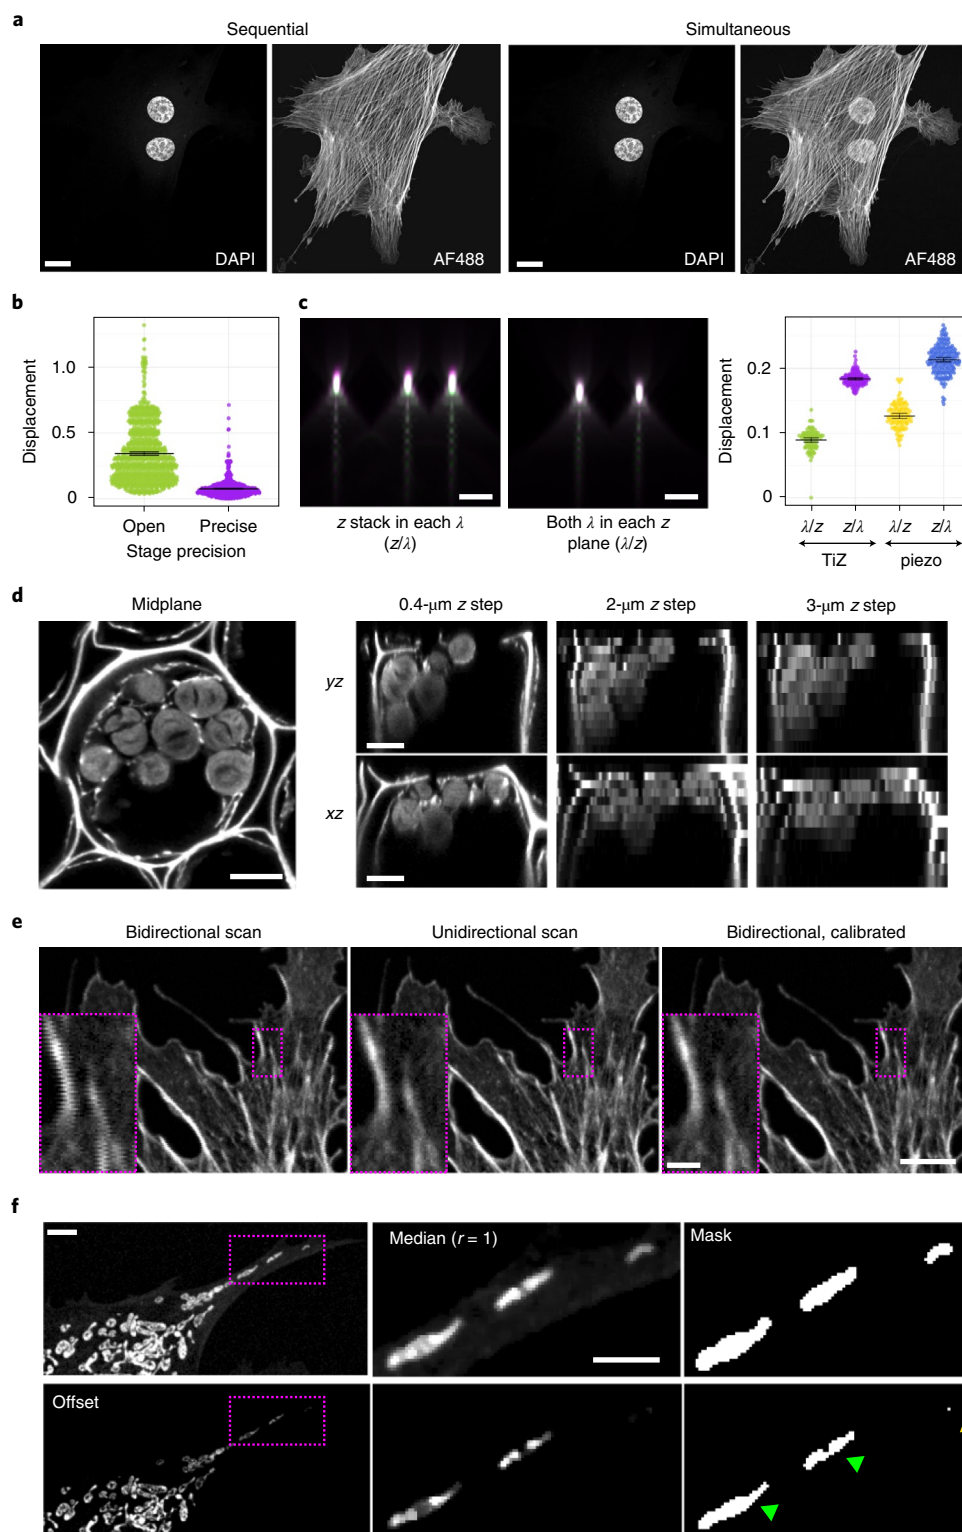 a
Sequential
Simultaneous
DAPI
AF488
DAPI
AF488
b
Displacement
1.0
0.5
0
Open
Precise
Stage precision
c
z stack in each λ
(z/λ)
Both λ in each z
plane (λ/z)
Displacement
0.2
0.1
0
λ/z
z/λ
λ/z
z/λ
TiZ
piezo
d
Midplane
0.4-μm z step
2-μm z step
3-μm z step
yz
xz
e
Bidirectional scan
Unidirectional scan
Bidirectional, calibrated
f
Median (r = 1)
Mask
Offset